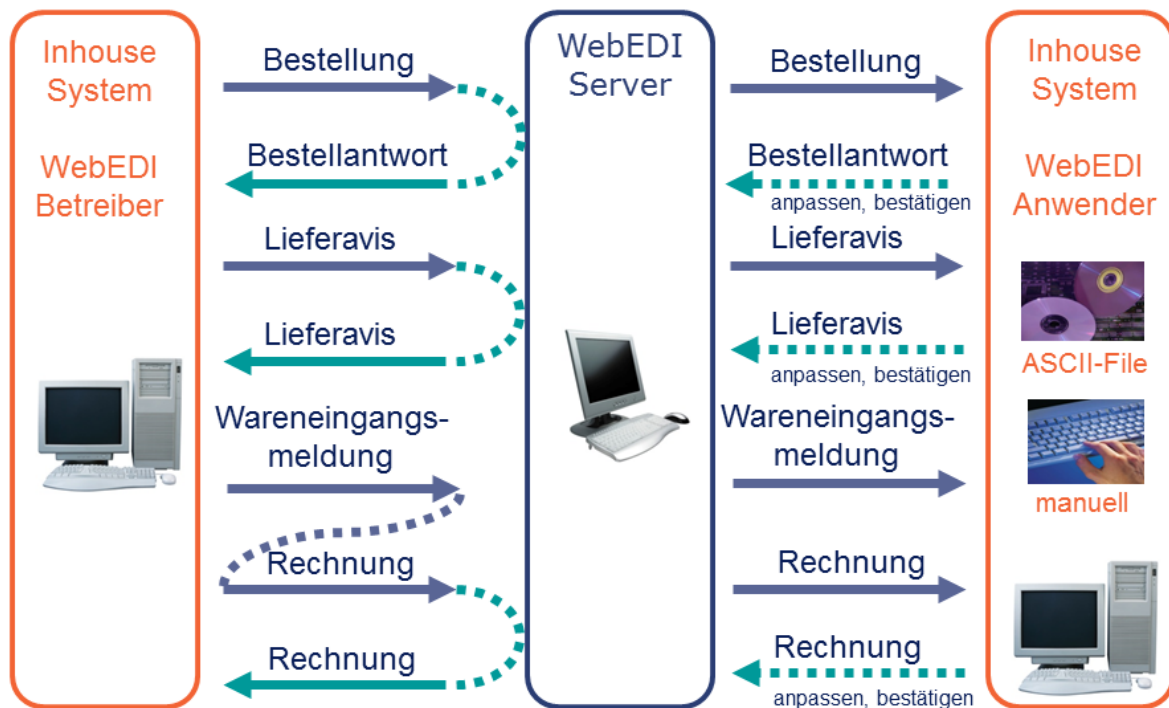 Inhouse
System
WebEDI
Betreiber
Bestellung
Bestellantwort
Lieferavis
Lieferavis
Wareneingangs-
meldung
Rechnung
Rechnung
WebEDI
Server
Bestellung
Bestellantwort
anpassen, bestätigen
Lieferavis
Lieferavis
anpassen, bestätigen
Wareneingangs-
meldung
Rechnung
Rechnung
anpassen, bestätigen
Inhouse
System
WebEDI
Anwender
ASCII-File
manuell